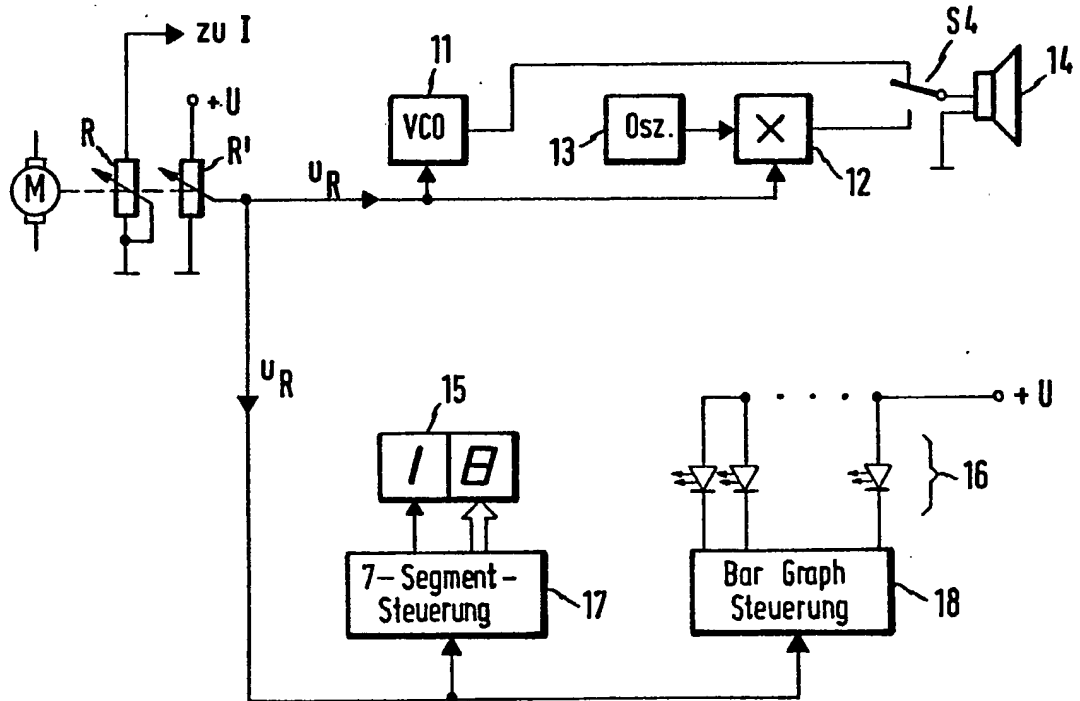 zu I
S4
11
14
+U
R
R'
VCO
Osz.
×
13
12
M
u_R
u_R
15
+U
1 8
16
7-Segment-
Steuerung
17
Bar Graph
Steuerung
18